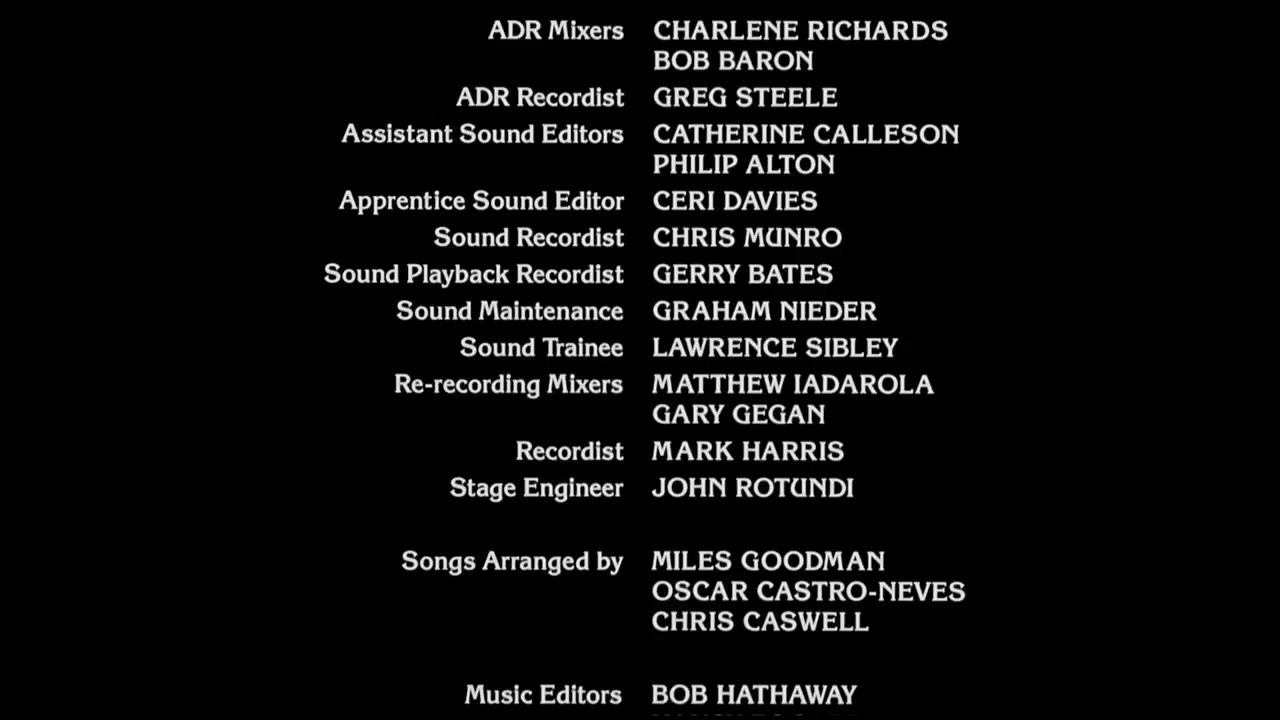 ADR Mixers CHARLENE RICHARDS
BOB BARON
ADR Recordist GREG STEELE
Assistant Sound Editors CATHERINE CALLESON
PHILIP ALTON
Apprentice Sound Editor CERI DAVIES
Sound Recordist CHRIS MUNRO
Sound Playback Recordist GERRY BATES
Sound Maintenance GRAHAM NIEDER
Sound Trainee LAWRENCE SIBLEY
Re-recording Mixers MATTHEW IADAROLA
GARY GEGAN
Recordist MARK HARRIS
Stage Engineer JOHN ROTUNDI
Songs Arranged by MILES GOODMAN
OSCAR CASTRO-NEVES
CHRIS CASWELL
Music Editors BOB HATHAWAY